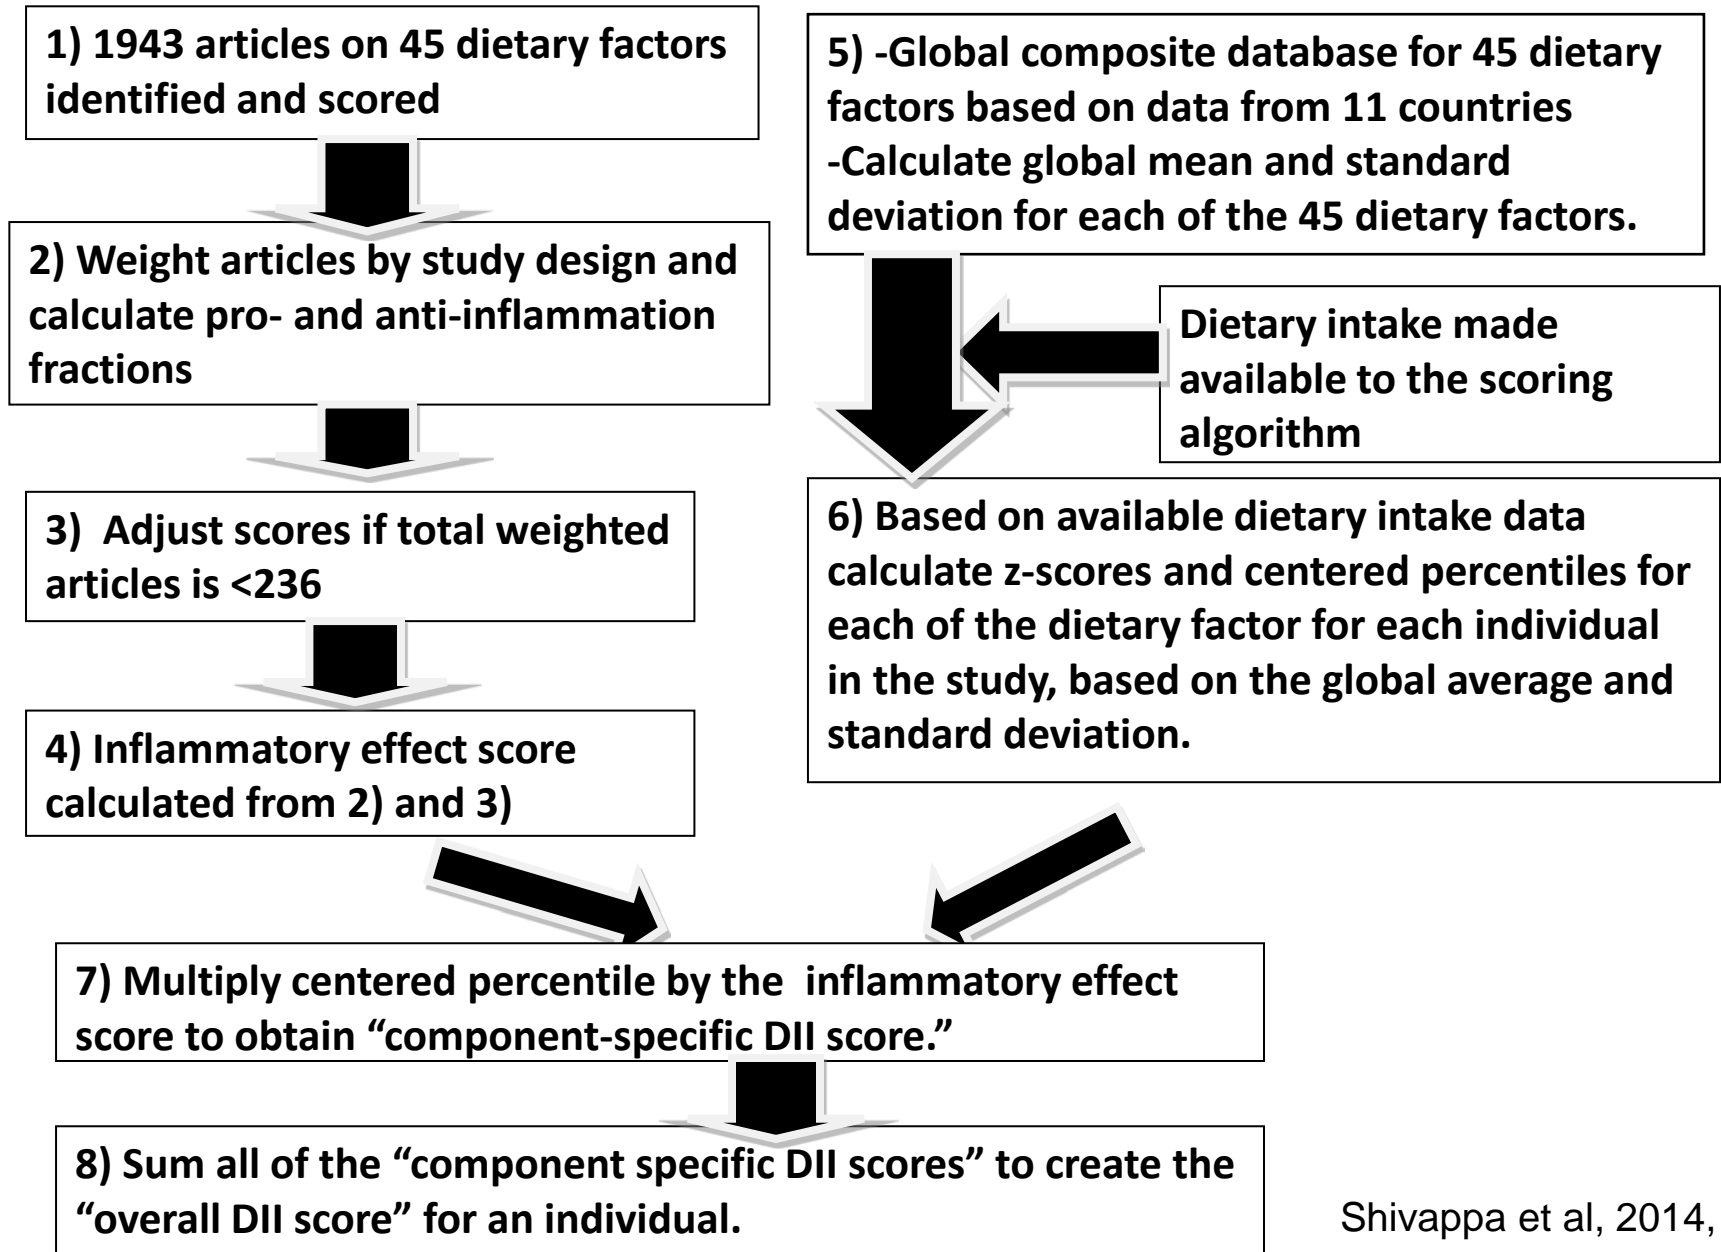 1) 1943 articles on 45 dietary factors
identified and scored
2) Weight articles by study design and
calculate pro- and anti-inflammation
fractions
3)  Adjust scores if total weighted
articles is <236
4) Inflammatory effect score
calculated from 2) and 3)
5) -Global composite database for 45 dietary
factors based on data from 11 countries
-Calculate global mean and standard
deviation for each of the 45 dietary factors.
Dietary intake made
available to the scoring
algorithm
6) Based on available dietary intake data
calculate z-scores and centered percentiles for
each of the dietary factor for each individual
in the study, based on the global average and
standard deviation.
7) Multiply centered percentile by the  inflammatory effect
score to obtain “component-specific DII score.”
8) Sum all of the “component specific DII scores” to create the
“overall DII score” for an individual.
Shivappa et al, 2014,